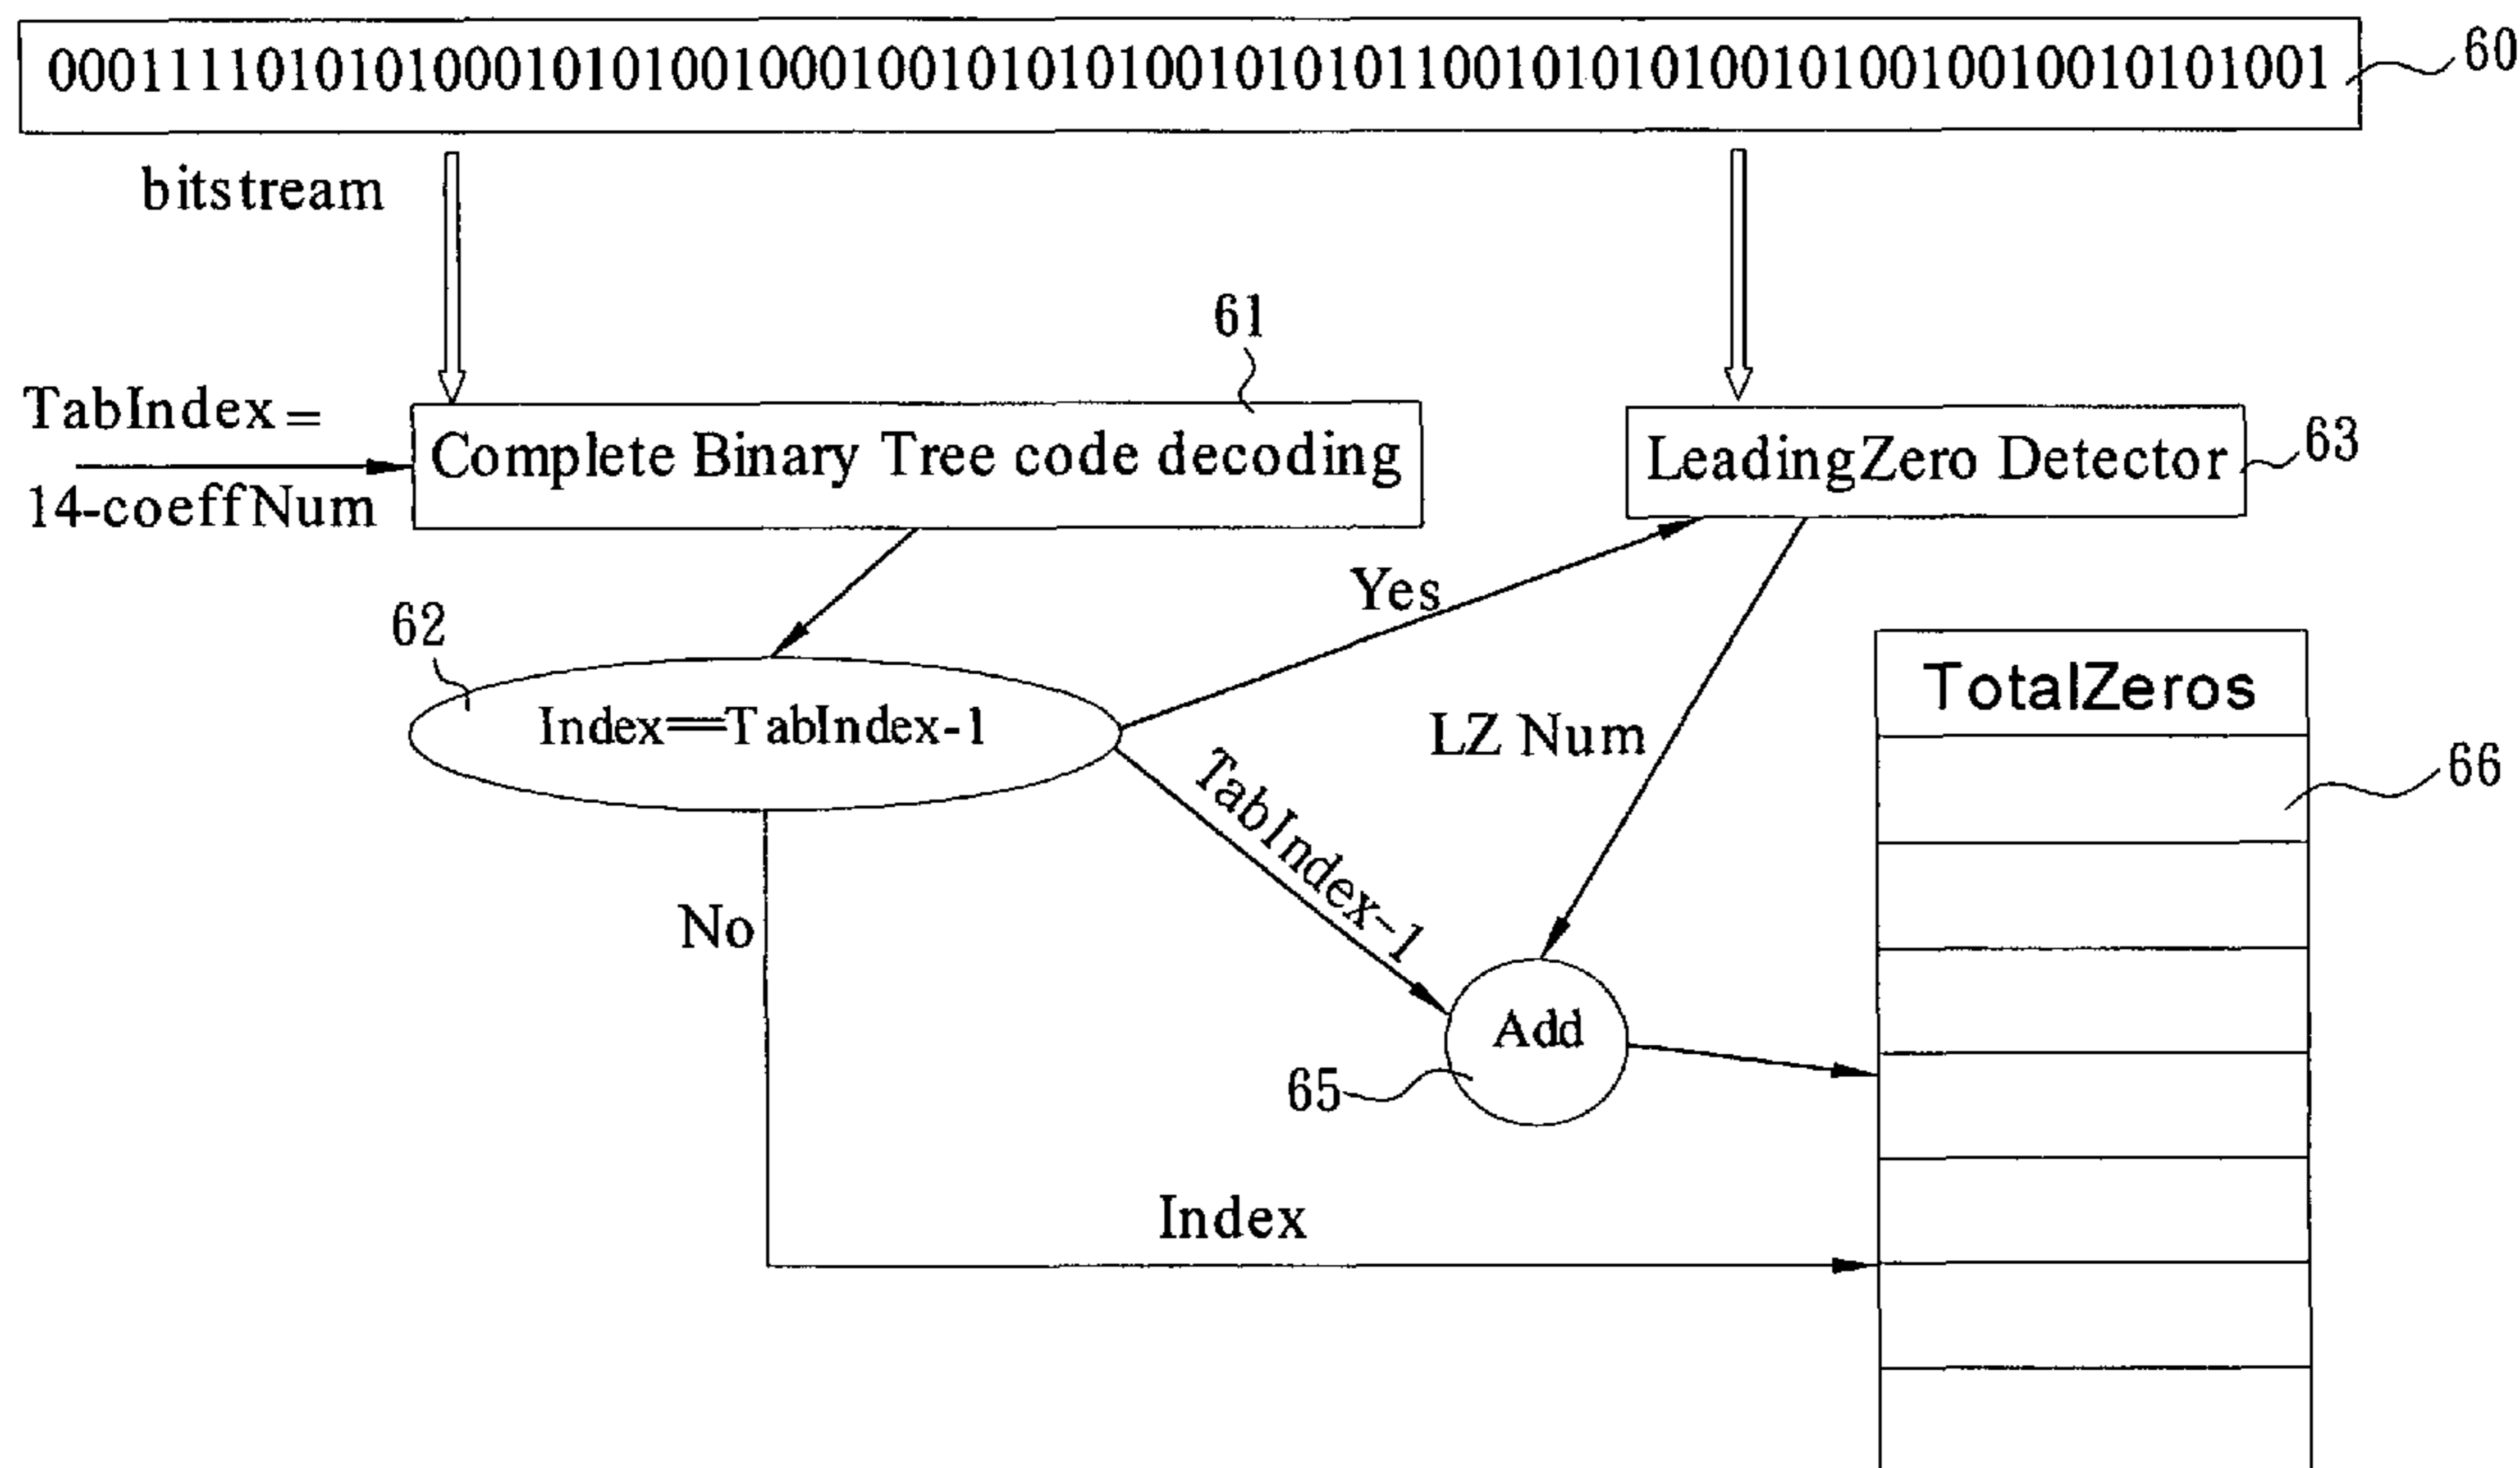 00011110101010001010100100010010101010010101011001010101001010010010010101001
60
bitstream
61
TabIndex=
14-coeffNum
Complete Binary Tree code decoding
LeadingZero Detector
63
Yes
62
Index==TabIndex-1
TotalZeros
LZ Num
66
TabIndex-1
No
Add
65
Index